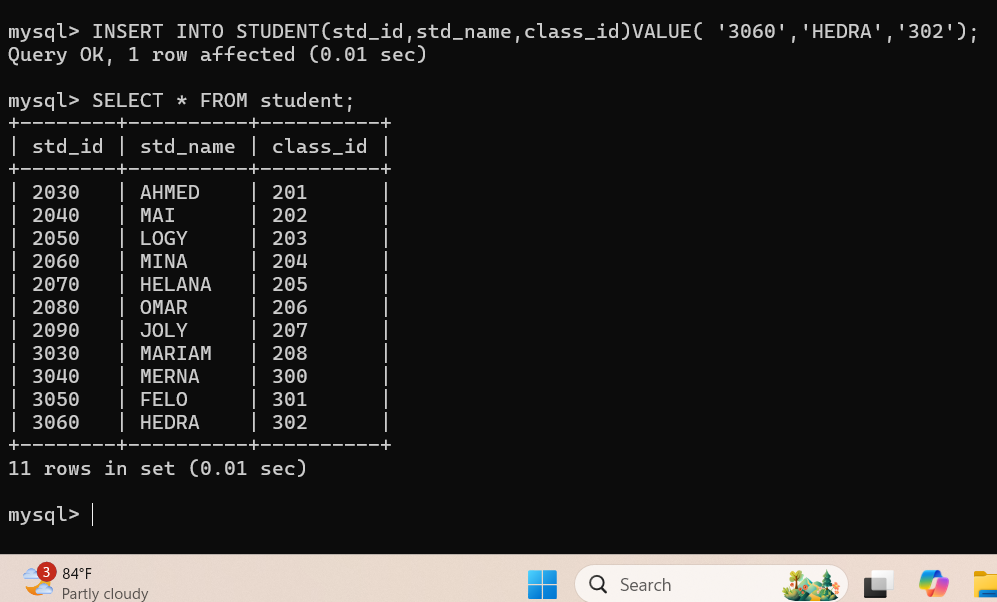 mysql> INSERT INTO STUDENT(std_id,std_name,class_id)VALUE( '3060','HEDRA','302');
Query OK, 1 row affected (0.01 sec)
mysql> SELECT * FROM student;
+--------+----------+----------+
| std_id | std_name | class_id |
+--------+----------+----------+
| 2030   | AHMED    | 201      |
| 2040   | MAI      | 202      |
| 2050   | LOGY     | 203      |
| 2060   | MINA     | 204      |
| 2070   | HELANA   | 205      |
| 2080   | OMAR     | 206      |
| 2090   | JOLY     | 207      |
| 3030   | MARIAM   | 208      |
| 3040   | MERNA    | 300      |
| 3050   | FELO     | 301      |
| 3060   | HEDRA    | 302      |
+--------+----------+----------+
11 rows in set (0.01 sec)
mysql>
3
84°F
Partly cloudy
Search